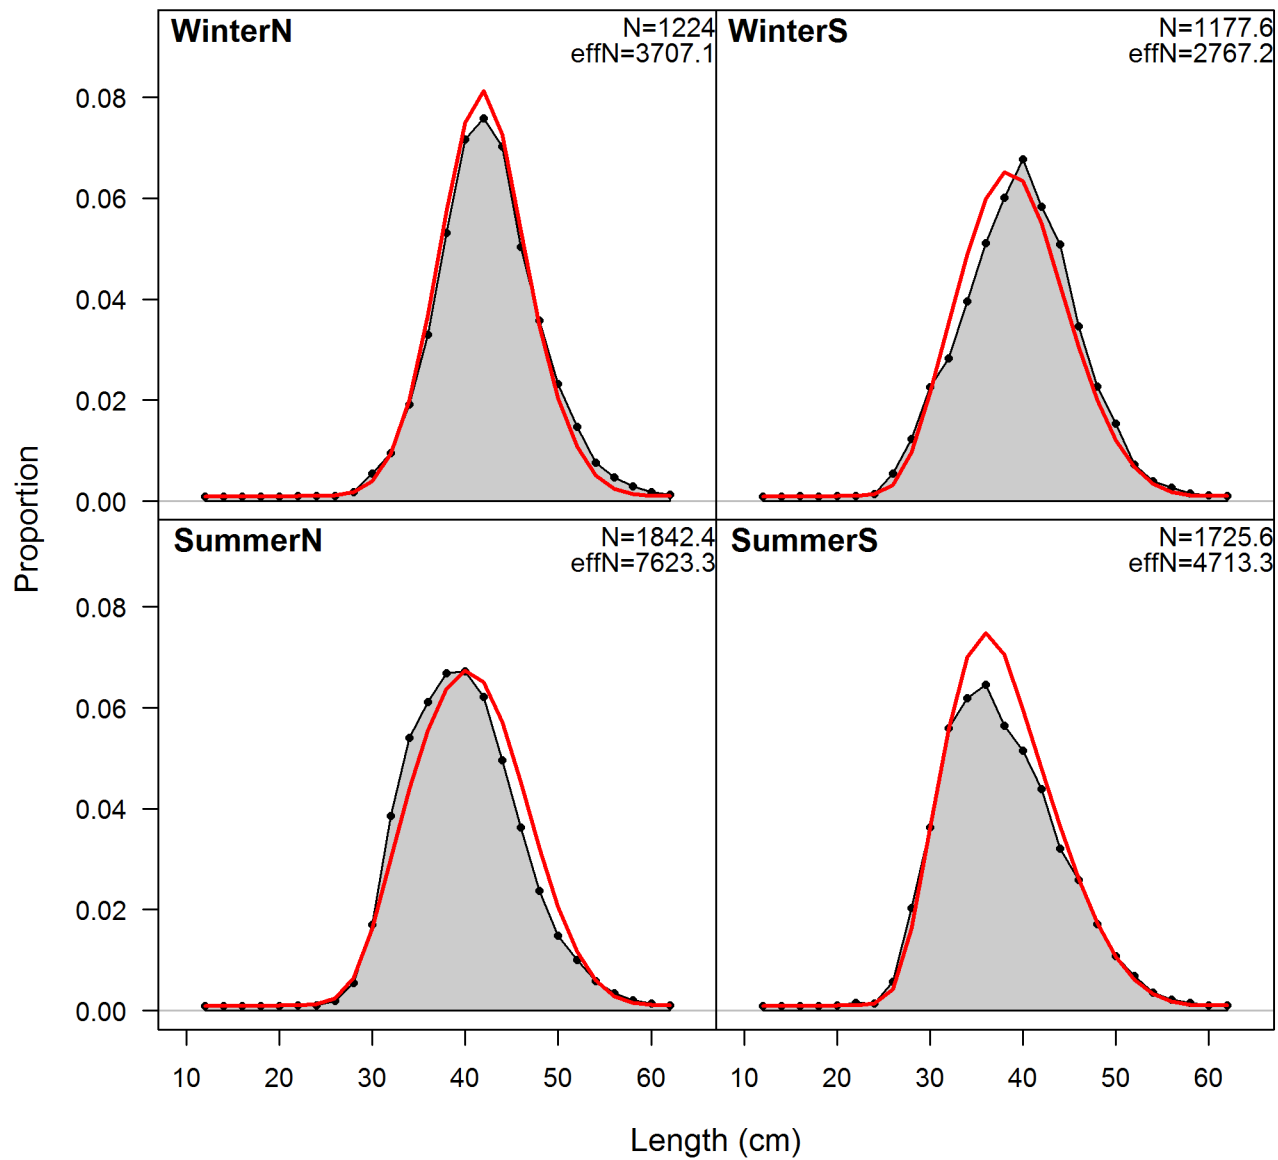 WinterN
N=1224
effN=3707.1
WinterS
N=1177.6
effN=2767.2
0.08
0.06
0.04
0.02
0.00
SummerN
N=1842.4
effN=7623.3
SummerS
N=1725.6
effN=4713.3
0.08
0.06
0.04
0.02
0.00
Proportion
10 20 30 40 50 60
10 20 30 40 50 60
Length (cm)